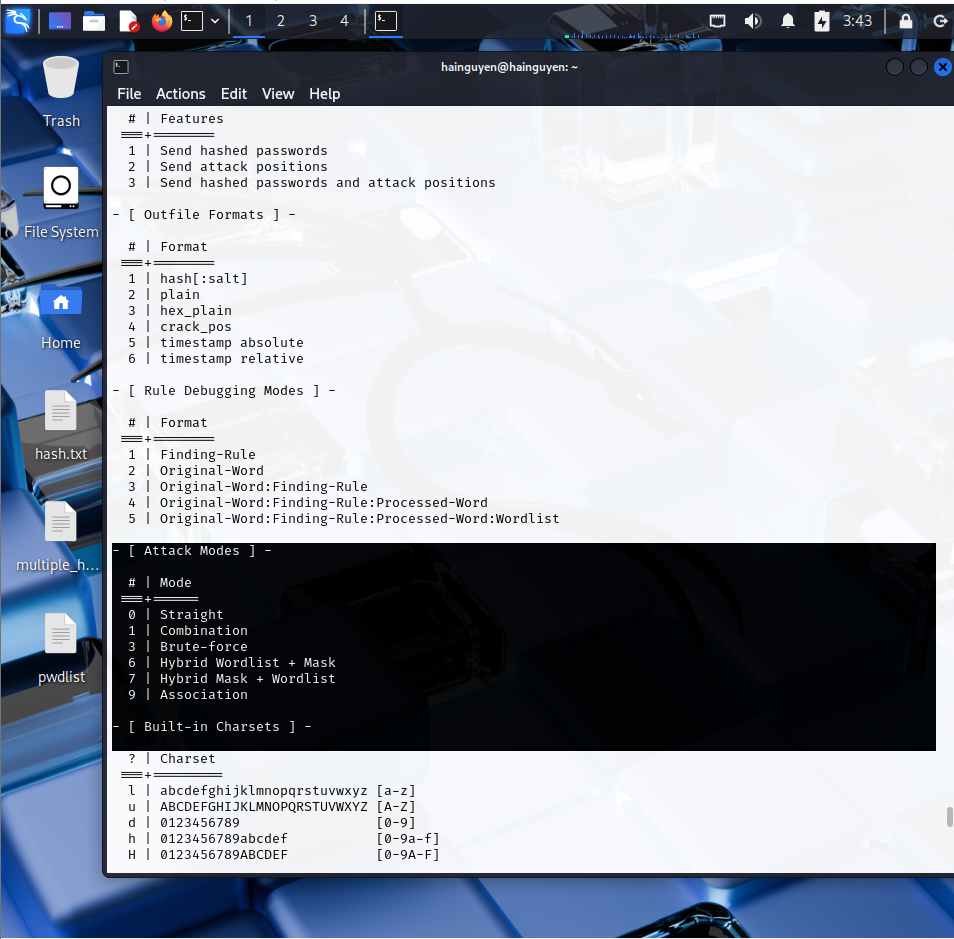 1 2 3 4
3:43
hainguyen@hainguyen: ~
File Actions Edit View Help
Trash
File System
Home
hash.txt
multiple_h...
pwdlist
# | Features
===+========
1 | Send hashed passwords
2 | Send attack positions
3 | Send hashed passwords and attack positions
- [ Outfile Formats ] -
# | Format
===+========
1 | hash[:salt]
2 | plain
3 | hex_plain
4 | crack_pos
5 | timestamp absolute
6 | timestamp relative
- [ Rule Debugging Modes ] -
# | Format
===+========
1 | Finding-Rule
2 | Original-Word
3 | Original-Word:Finding-Rule
4 | Original-Word:Finding-Rule:Processed-Word
5 | Original-Word:Finding-Rule:Processed-Word:Wordlist
- [ Attack Modes ] -
# | Mode
===+======
0 | Straight
1 | Combination
3 | Brute-force
6 | Hybrid Wordlist + Mask
7 | Hybrid Mask + Wordlist
9 | Association
- [ Built-in Charsets ] -
? | Charset
===+=========
l | abcdefghijklmnopqrstuvwxyz [a-z]
u | ABCDEFGHIJKLMNOPQRSTUVWXYZ [A-Z]
d | 0123456789 [0-9]
h | 0123456789abcdef [0-9a-f]
H | 0123456789ABCDEF [0-9A-F]